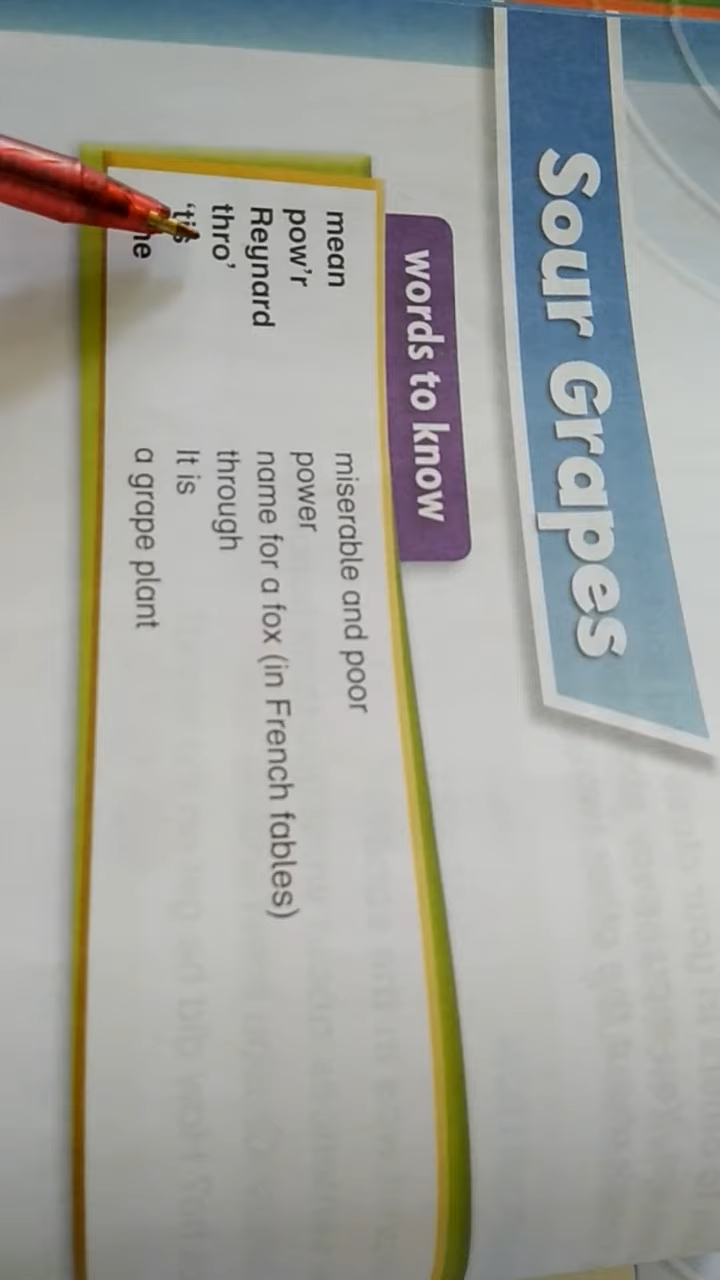 Sour Grapes
words to know
mean miserable and poor
pow'r power
Reynard name for a fox (in French fables)
thro' through
'tis It is
a grape plant